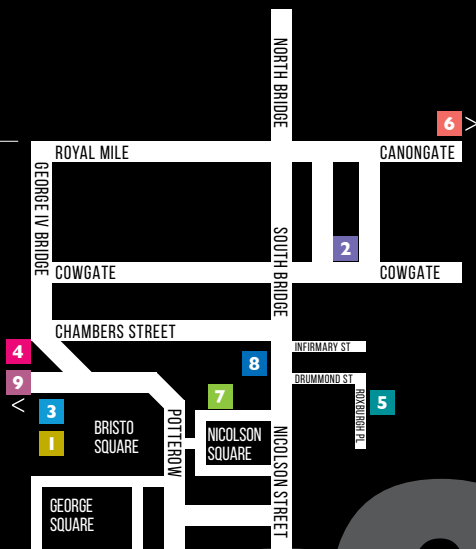 NORTH BRIDGE
6 >
ROYAL MILE
CANONGATE
GEORGE IV BRIDGE
SOUTH BRIDGE
2
COWGATE
COWGATE
CHAMBERS STREET
INFIRMARY ST
4
8
DRUMMOND ST
9
<
3
1
7
5
ROXBURGH PL
BRISTO
SQUARE
POTTEROW
NICOLSON
SQUARE
NICOLSON STREET
GEORGE
SQUARE